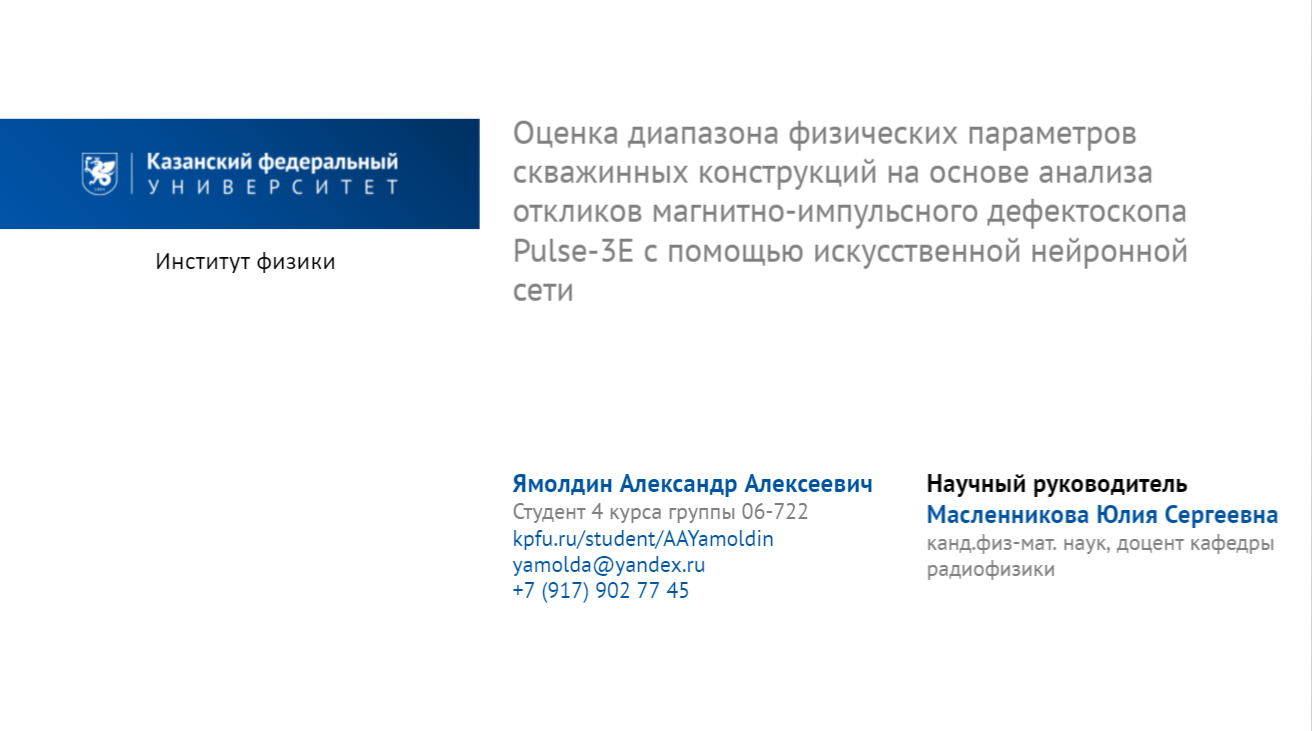 Казанский федеральный
УНИВЕРСИТЕТ
Институт физики
Оценка диапазона физических параметров
скважинных конструкций на основе анализа
откликов магнитно-импульсного дефектоскопа
Pulse-3E с помощью искусственной нейронной
сети
Ямолдин Александр Алексеевич
Студент 4 курса группы 06-722
kpfu.ru/student/AAYamoldin
yamolda@yandex.ru
+7 (917) 902 77 45
Научный руководитель
Масленникова Юлия Сергеевна
канд.физ-мат. наук, доцент кафедры
радиофизики